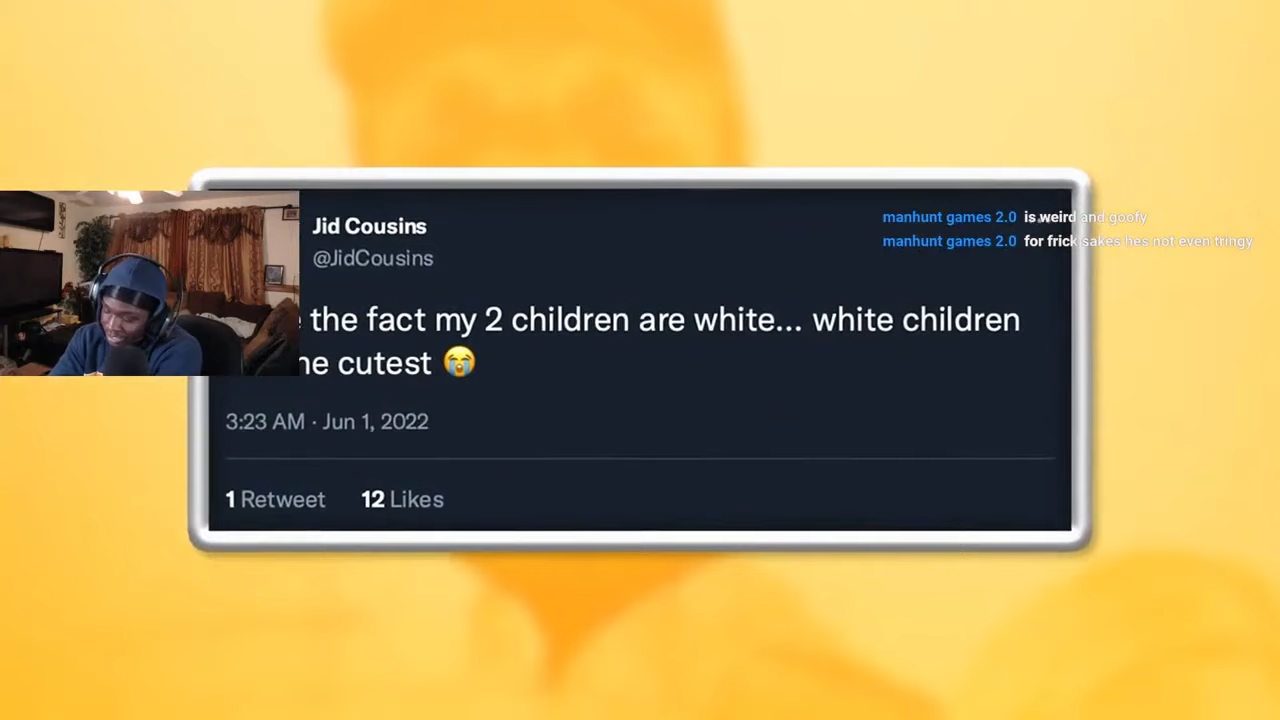 Jid Cousins
@JidCousins
the fact my 2 children are white... white children
cutest 😭
3:23 AM · Jun 1, 2022
1 Retweet 12 Likes
manhunt games 2.0 is weird and goofy
manhunt games 2.0 for frick sakes hes not even tringy